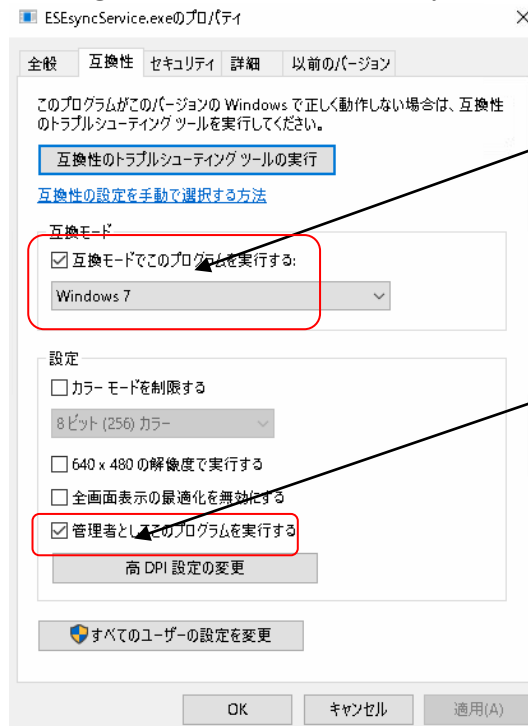 ESEsyncService.exeのプロパティ
全般 互換性 セキュリティ 詳細 以前のバージョン
このプログラムがこのバージョンの Windows で正しく動作しない場合は、互換性
のトラブルシューティング ツールを実行してください。
互換性のトラブルシューティング ツールの実行
互換性の設定を手動で選択する方法
互換モード
互換モードでこのプログラムを実行する:
Windows 7
設定
カラー モードを制限する
8 ビット (256) カラー
640 x 480 の解像度で実行する
全画面表示の最適化を無効にする
管理者としてこのプログラムを実行する
高 DPI 設定の変更
すべてのユーザーの設定を変更
OK キャンセル 適用(A)